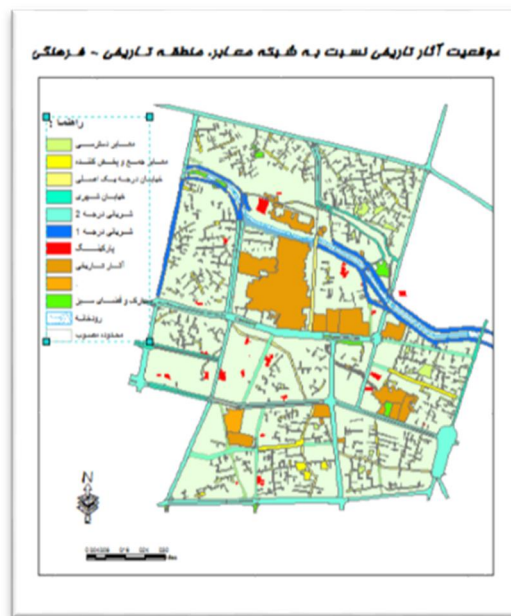 موقعیت آثار تاریخی نسبت به شبکه معابر، منطقه تاریخی - فرهنگی
راهنما :
معابر دسترسی
معابر جمع و پخش کننده
خیابان درجه یک اصلی
خیابان شهری
شریانی درجه 2
شریانی درجه 1
پارکینگ
آثار تاریخی
پارک و فضای سبز
رودخانه
محدوده مصوب
N